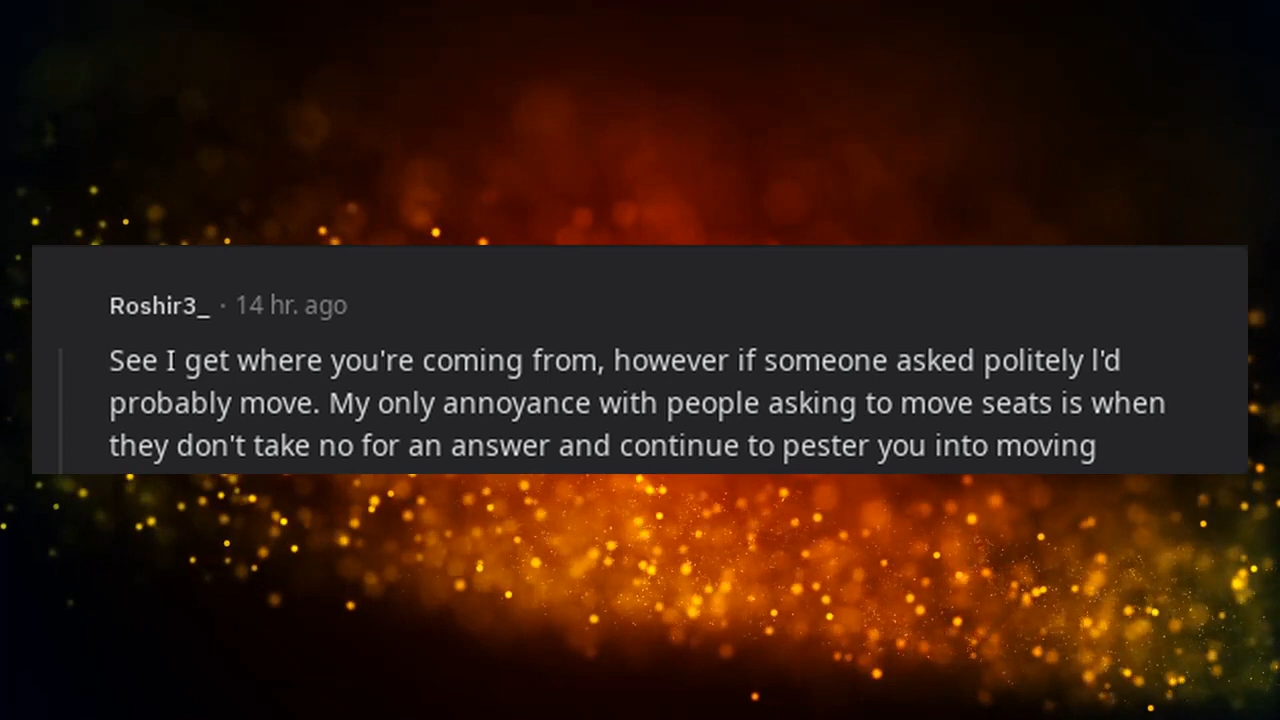 Roshir3_ · 14 hr. ago
See I get where you're coming from, however if someone asked politely l'd
probably move. My only annoyance with people asking to move seats is when
they don't take no for an answer and continue to pester you into moving